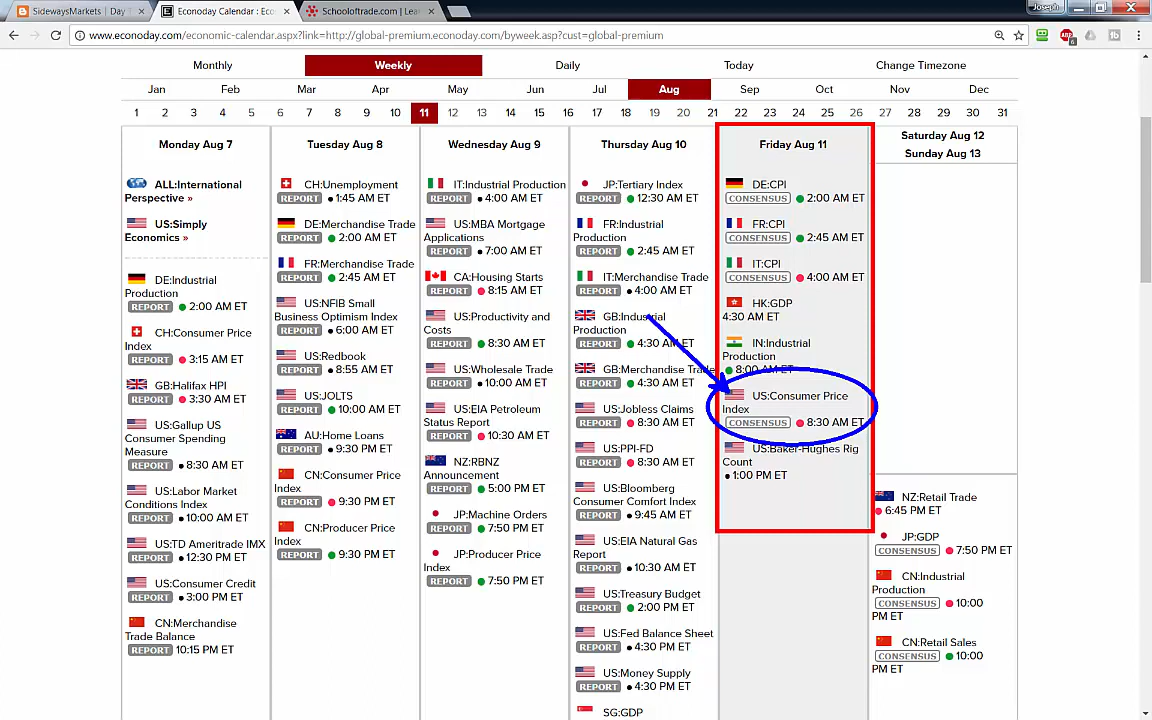 SidewaysMarkets | Day T
Econoday Calendar : Eco
Schooloftrade.com | Lea
Joseph
www.econoday.com/economic-calendar.aspx?link=http://global-premium.econoday.com/byweek.asp?cust=global-premium
Monthly Weekly Daily Today Change Timezone
Jan Feb Mar Apr May Jun Jul Aug Sep Oct Nov Dec
1 2 3 4 5 6 7 8 9 10 11 12 13 14 15 16 17 18 19 20 21 22 23 24 25 26 27 28 29 30 31
Monday Aug 7
ALL:International
Perspective »
US:Simply
Economics »
DE:Industrial
Production
REPORT 2:00 AM ET
CH:Consumer Price
Index
REPORT 3:15 AM ET
GB:Halifax HPI
REPORT 3:30 AM ET
US:Gallup US
Consumer Spending
Measure
REPORT 8:30 AM ET
US:Labor Market
Conditions Index
REPORT 10:00 AM ET
US:TD Ameritrade IMX
REPORT 12:30 PM ET
US:Consumer Credit
REPORT 3:00 PM ET
CN:Merchandise
Trade Balance
REPORT 10:15 PM ET
Tuesday Aug 8
CH:Unemployment
REPORT 1:45 AM ET
DE:Merchandise Trade
REPORT 2:00 AM ET
FR:Merchandise Trade
REPORT 2:45 AM ET
US:NFIB Small
Business Optimism Index
REPORT 6:00 AM ET
US:Redbook
REPORT 8:55 AM ET
US:JOLTS
REPORT 10:00 AM ET
AU:Home Loans
REPORT 9:30 PM ET
CN:Consumer Price
Index
REPORT 9:30 PM ET
CN:Producer Price
Index
REPORT 9:30 PM ET
Wednesday Aug 9
IT:Industrial Production
REPORT 4:00 AM ET
US:MBA Mortgage
Applications
REPORT 7:00 AM ET
CA:Housing Starts
REPORT 8:15 AM ET
US:Productivity and
Costs
REPORT 8:30 AM ET
US:Wholesale Trade
REPORT 10:00 AM ET
US:EIA Petroleum
Status Report
REPORT 10:30 AM ET
NZ:RBNZ
Announcement
REPORT 5:00 PM ET
JP:Machine Orders
REPORT 7:50 PM ET
JP:Producer Price
Index
REPORT 7:50 PM ET
Thursday Aug 10
JP:Tertiary Index
REPORT 12:30 AM ET
FR:Industrial
Production
REPORT 2:45 AM ET
IT:Merchandise Trade
REPORT 4:00 AM ET
GB:Industrial
Production
REPORT 4:30 AM ET
GB:Merchandise Trade
REPORT 4:30 AM ET
US:Jobless Claims
REPORT 8:30 AM ET
US:PPI-FD
REPORT 8:30 AM ET
US:Bloomberg
Consumer Comfort Index
REPORT 9:45 AM ET
US:EIA Natural Gas
Report
REPORT 10:30 AM ET
US:Treasury Budget
REPORT 2:00 PM ET
US:Fed Balance Sheet
REPORT 4:30 PM ET
US:Money Supply
REPORT 4:30 PM ET
SG:GDP
Friday Aug 11
DE:CPI
CONSENSUS 2:00 AM ET
FR:CPI
CONSENSUS 2:45 AM ET
IT:CPI
CONSENSUS 4:00 AM ET
HK:GDP
4:30 AM ET
IN:Industrial
Production
8:00 AM ET
US:Consumer Price
Index
CONSENSUS 8:30 AM ET
US:Baker-Hughes Rig
Count
1:00 PM ET
Saturday Aug 12
Sunday Aug 13
NZ:Retail Trade
6:45 PM ET
JP:GDP
CONSENSUS 7:50 PM ET
CN:Industrial
Production
CONSENSUS 10:00
PM ET
CN:Retail Sales
CONSENSUS 10:00
PM ET